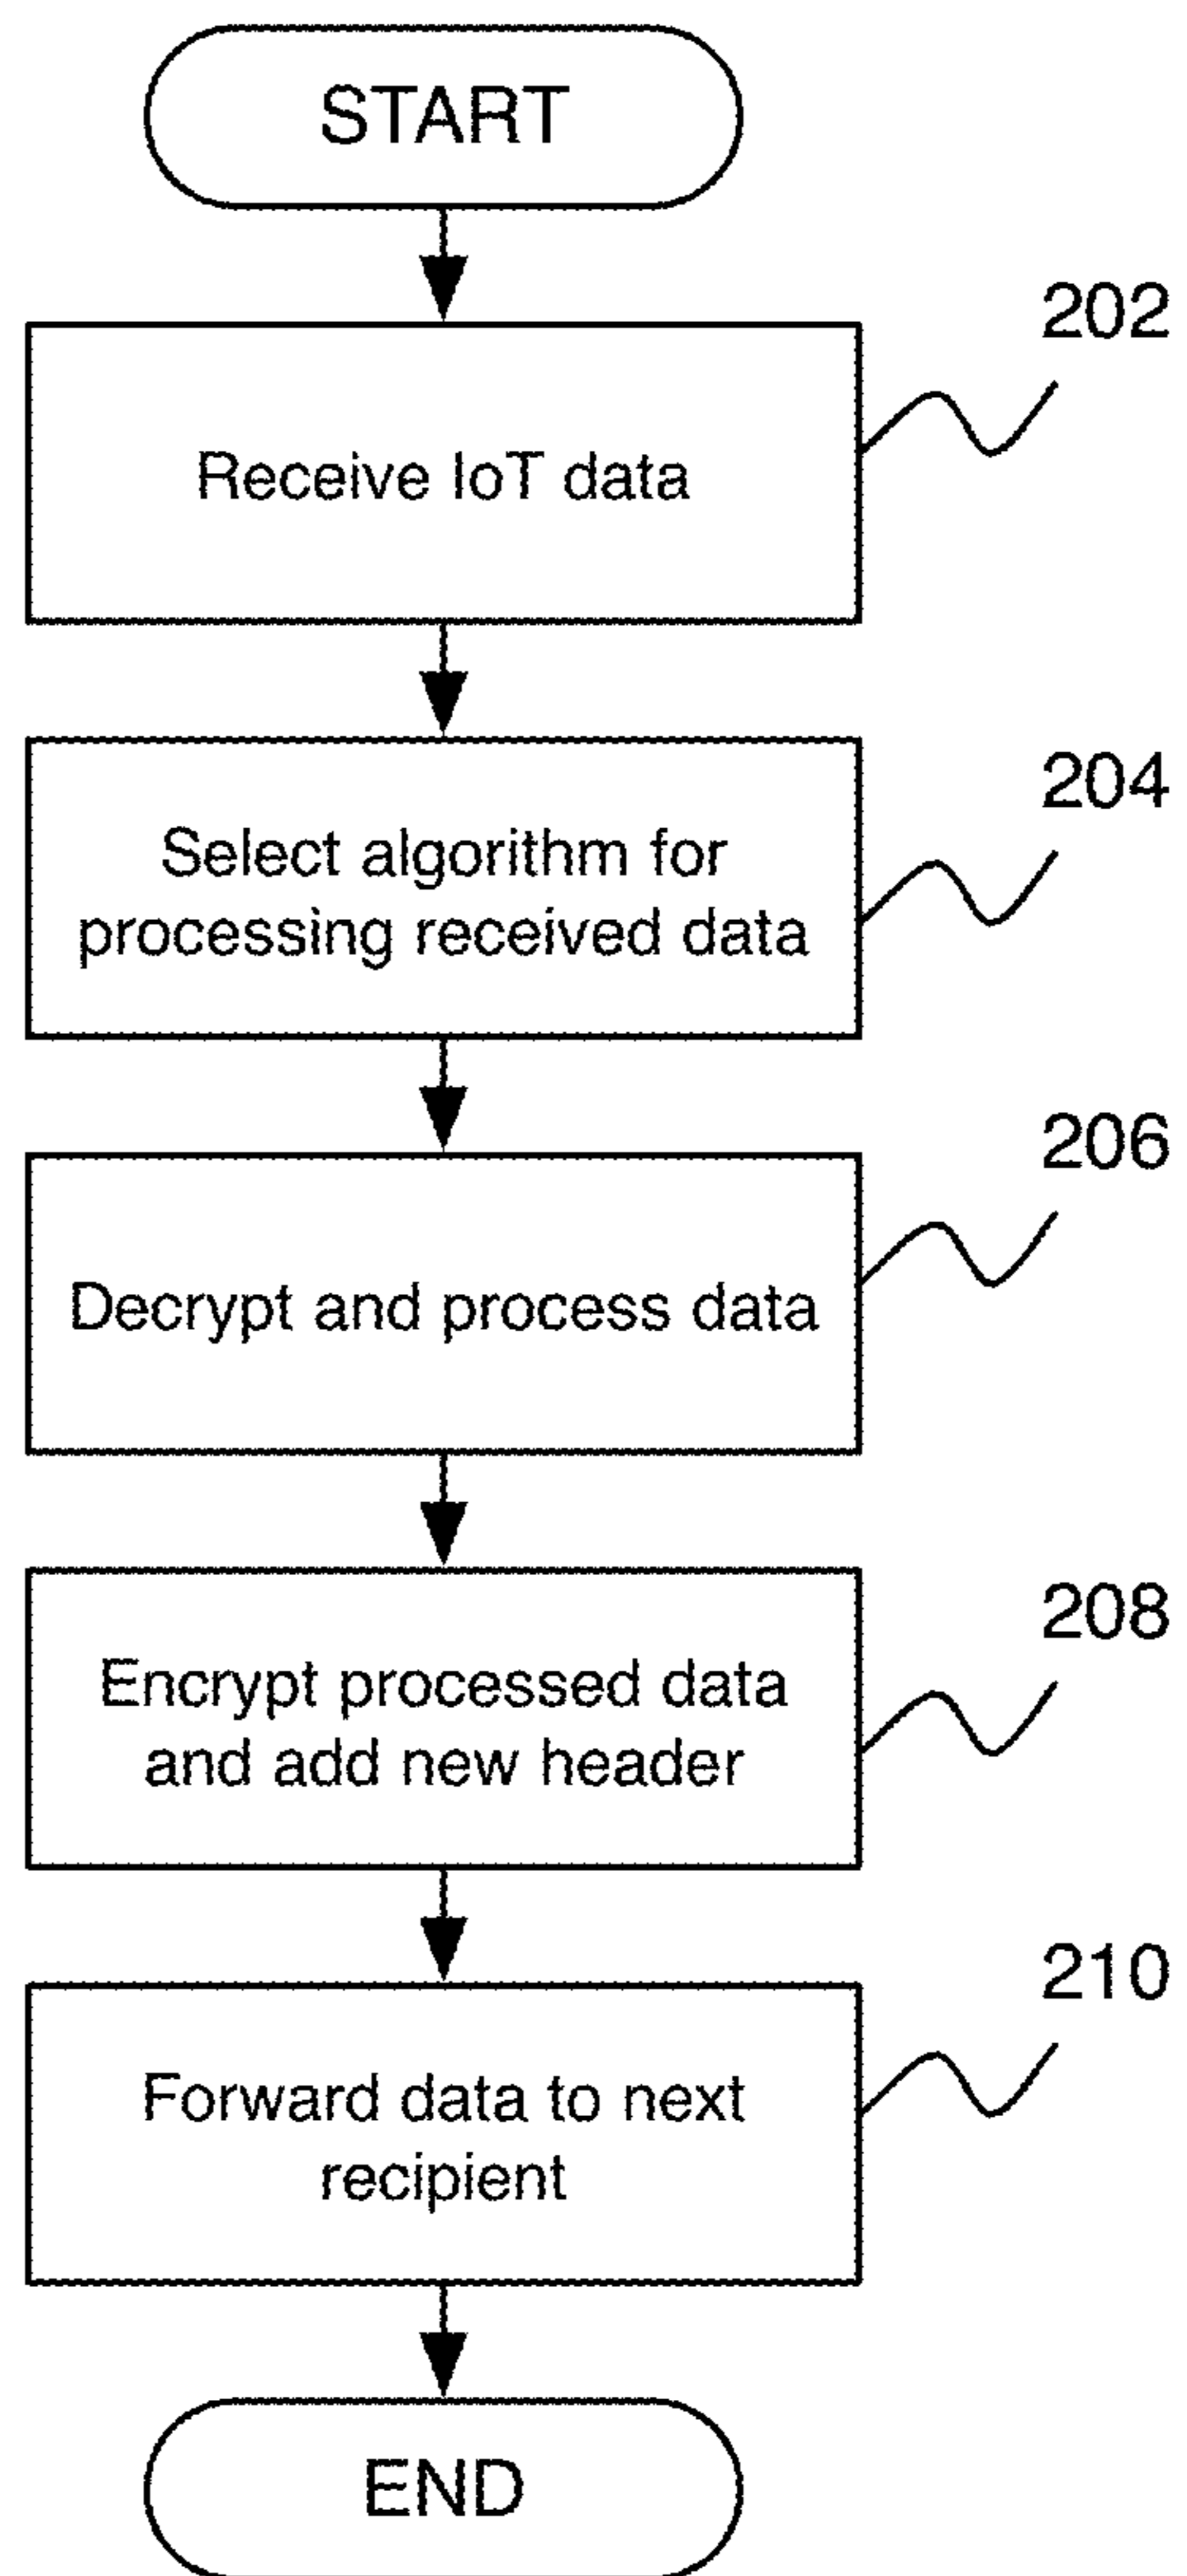 START
202
Receive IoT data
204
Select algorithm for
processing received data
206
Decrypt and process data
208
Encrypt processed data
and add new header
210
Forward data to next
recipient
END